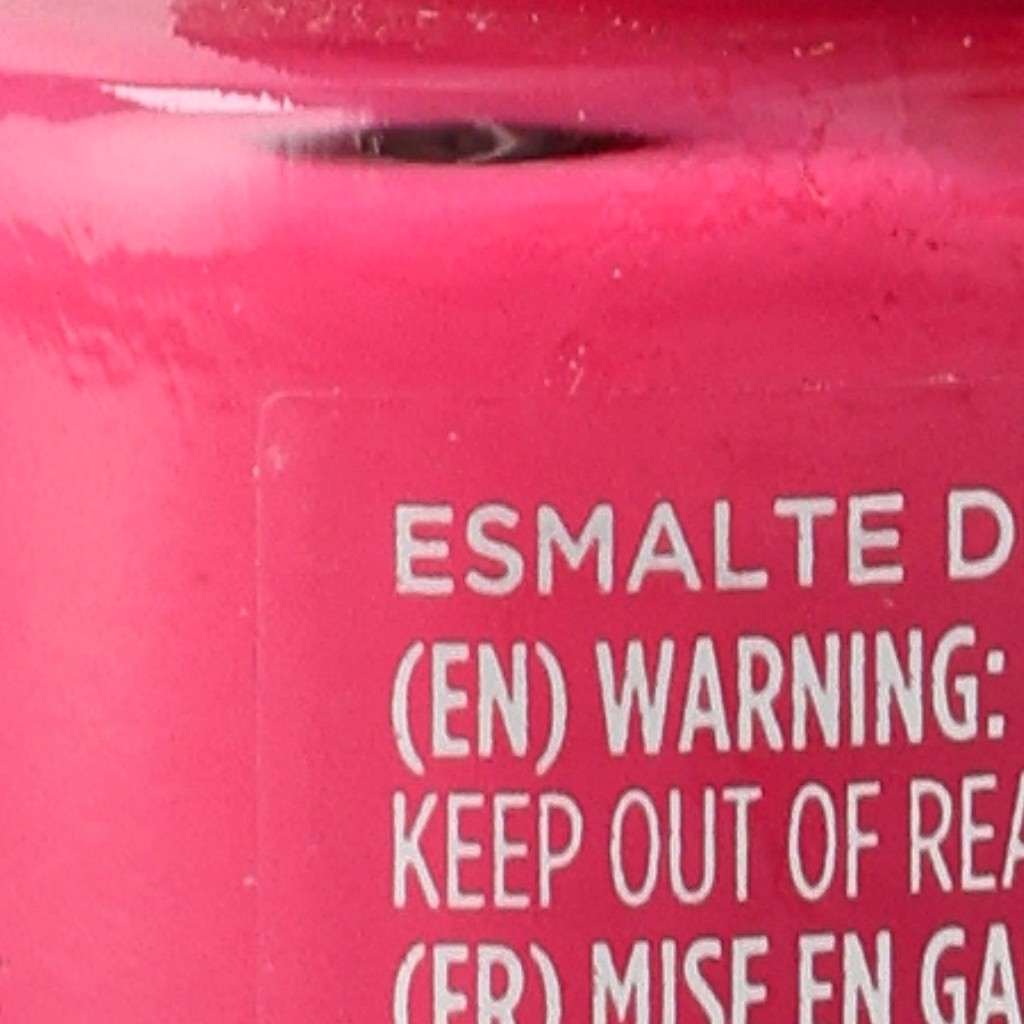 ESMALTE D
(EN) WARNING:
KEEP OUT OF REA
(FR) MISE EN GA